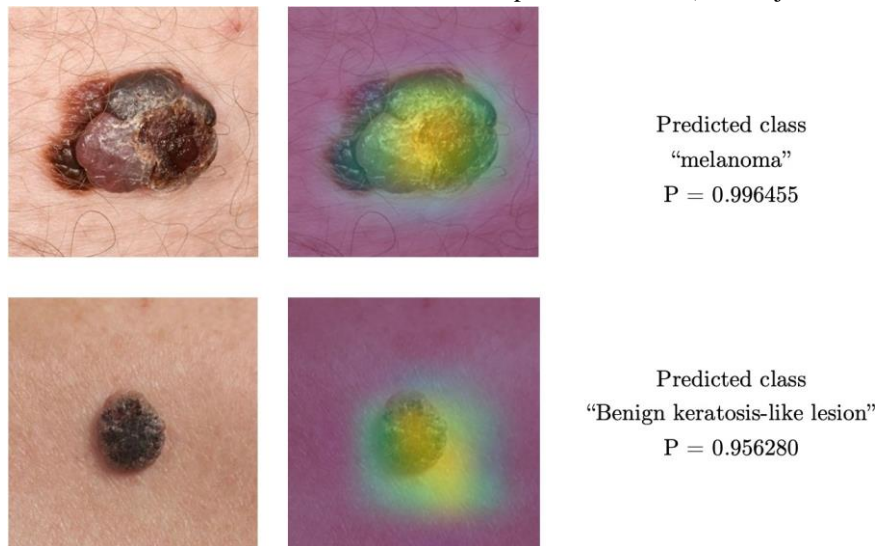 Predicted class
“melanoma”
P = 0.996455
Predicted class
“Benign keratosis-like lesion”
P = 0.956280